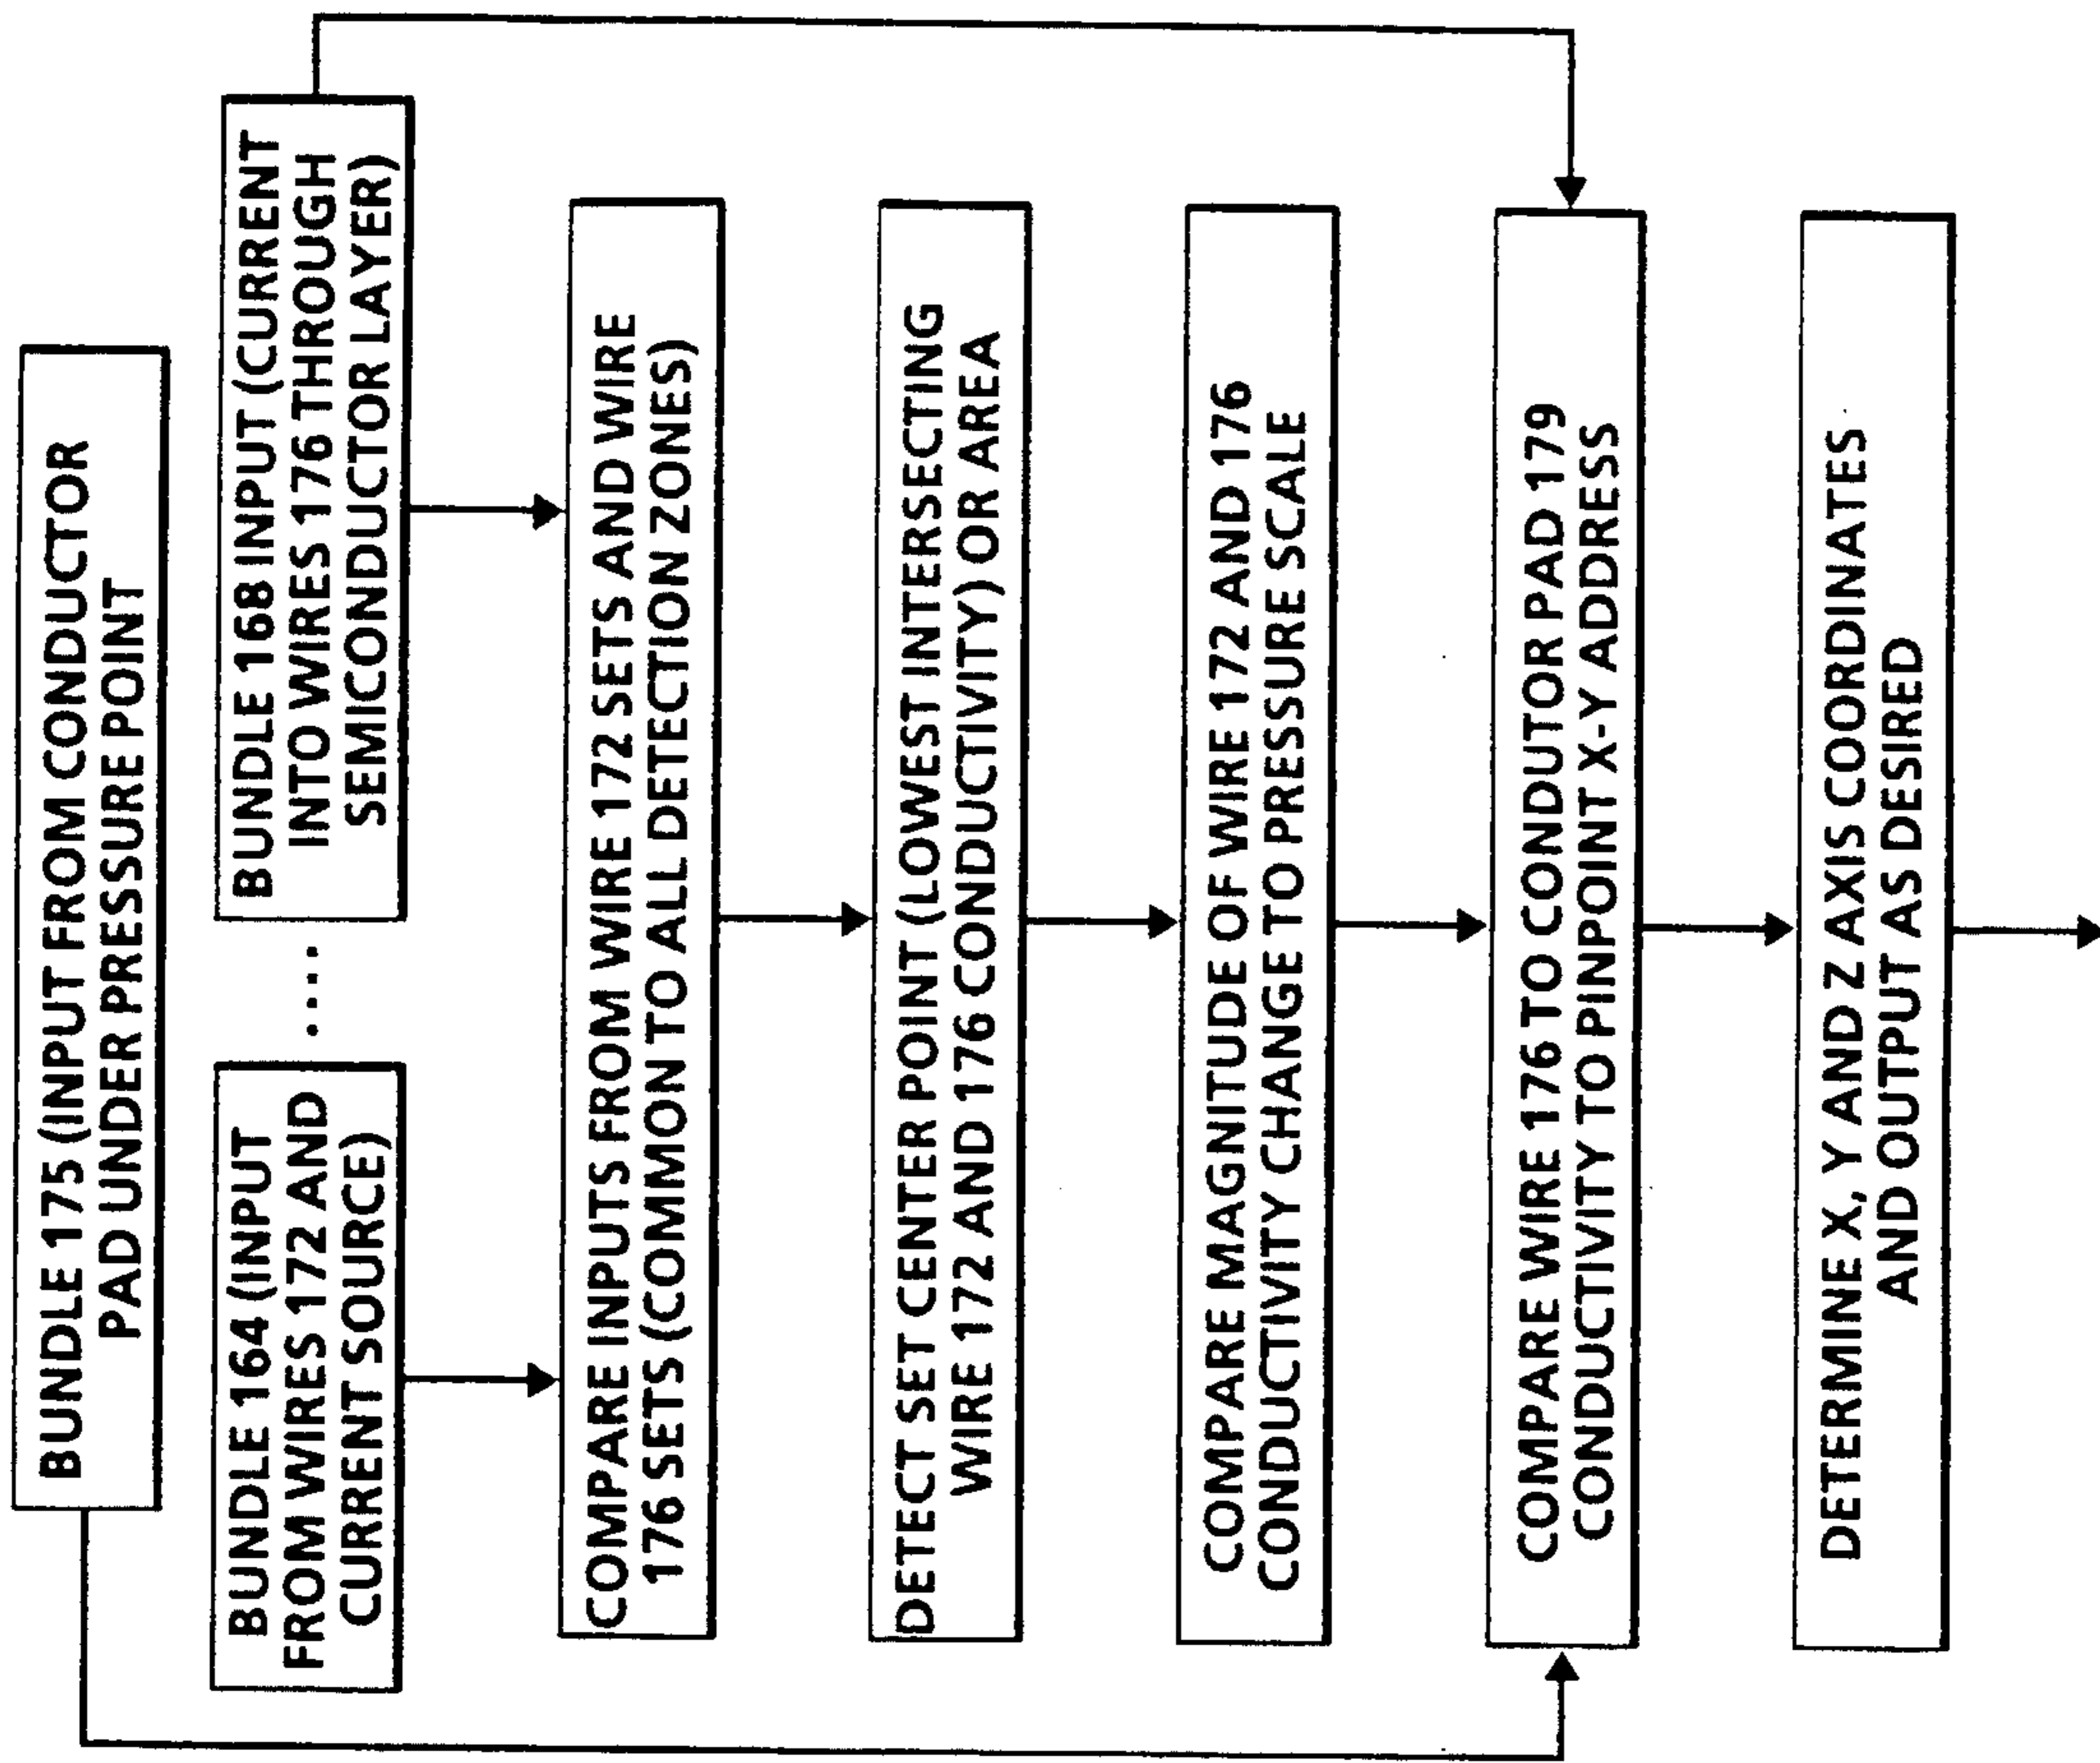 BUNDLE 175 (INPUT FROM CONDUCTOR
PAD UNDER PRESSURE POINT
BUNDLE 164 (INPUT
FROM WIRES 172 AND
CURRENT SOURCE)
BUNDLE 168 INPUT (CURRENT
INTO WIRES 176 THROUGH
SEMICONDUCTOR LAYER)
COMPARE INPUTS FROM WIRE 172 SETS AND WIRE
176 SETS (COMMON TO ALL DETECTION ZONES)
DETECT SET CENTER POINT (LOWEST INTERSECTING
WIRE 172 AND 176 CONDUCTIVITY) OR AREA
COMPARE MAGNITUDE OF WIRE 172 AND 176
CONDUCTIVITY CHANGE TO PRESSURE SCALE
COMPARE WIRE 176 TO CONDUTOR PAD 179
CONDUCTIVITY TO PINPOINT X-Y ADDRESS
DETERMINE X, Y AND Z AXIS COORDINATES
AND OUTPUT AS DESIRED